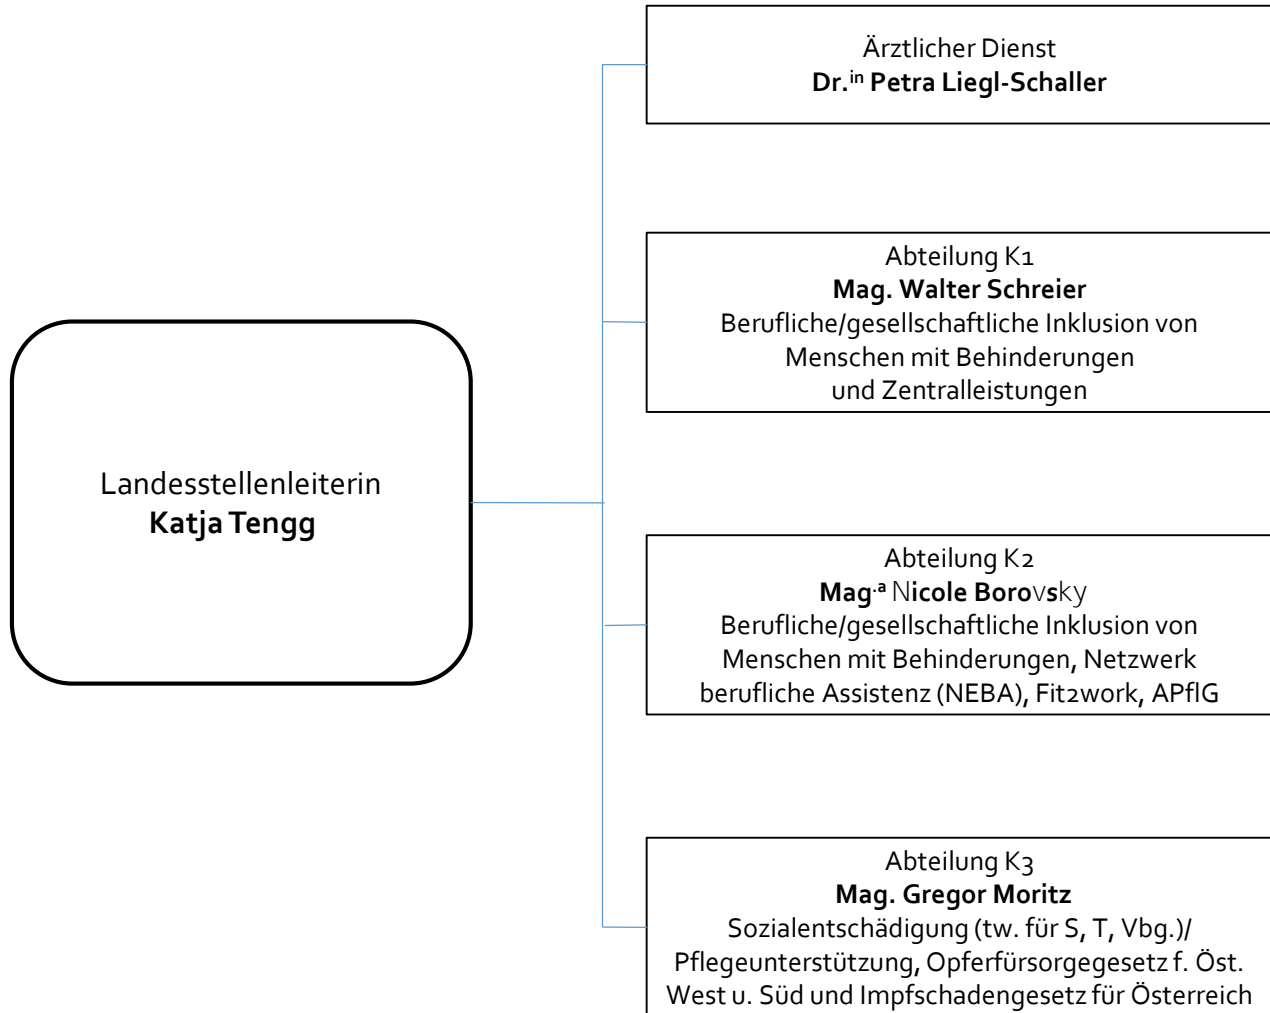 Ärztlicher Dienst
Dr.in Petra Liegl-Schaller
Abteilung K1
Mag. Walter Schreier
Berufliche/gesellschaftliche Inklusion von
Menschen mit Behinderungen
und Zentralleistungen
Landesstellenleiterin
Katja Tengg
Abteilung K2
Mag.a Nicole Borovsky
Berufliche/gesellschaftliche Inklusion von
Menschen mit Behinderungen, Netzwerk
berufliche Assistenz (NEBA), Fit2work, APflG
Abteilung K3
Mag. Gregor Moritz
Sozialentschädigung (tw. für S, T, Vbg.)/
Pflegeunterstützung, Opferfürsorgegesetz f. Öst.
West u. Süd und Impfschadengesetz für Österreich